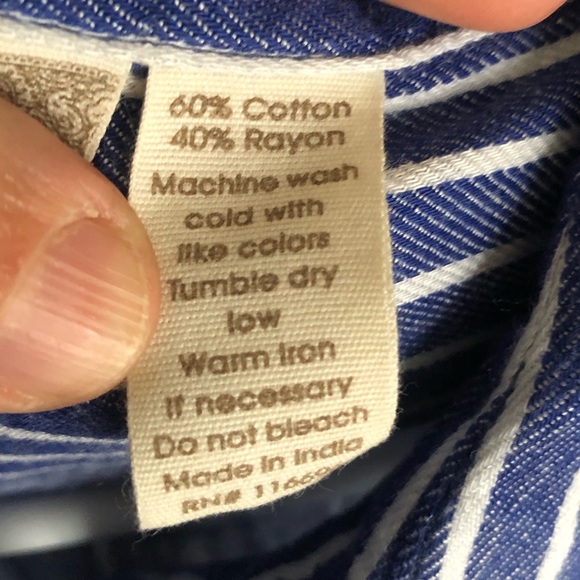 60% Cotton
40% Rayon
Machine wash
cold with
like colors
Tumble dry
low
Warm Iron
If necessary
Do not bleach
Made in India
RN#